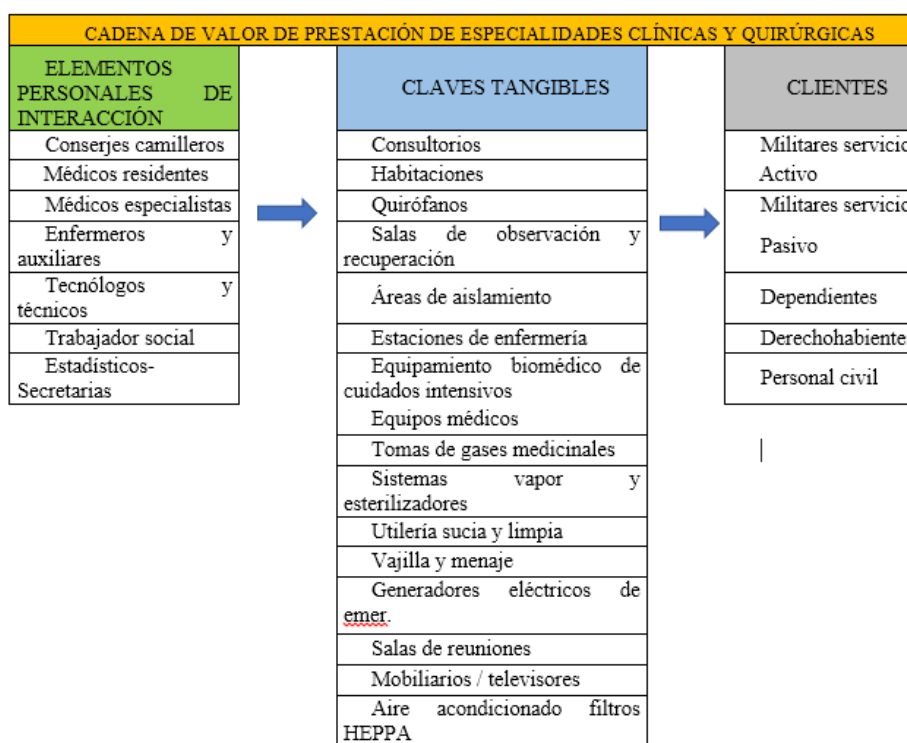 CADENA DE VALOR DE PRESTACIÓN DE ESPECIALIDADES CLÍNICAS Y QUIRÚRGICAS
ELEMENTOS
PERSONALES DE
INTERACCIÓN
Conserjes camilleros
Médicos residentes
Médicos especialistas
Enfermeros y
auxiliares
Tecnólogos y
técnicos
Trabajador social
Estadísticos-
Secretarias
CLAVES TANGIBLES
Consultorios
Habitaciones
Quirófanos
Salas de observación y
recuperación
Áreas de aislamiento
Estaciones de enfermería
Equipamiento biomédico de
cuidados intensivos
Equipos médicos
Tomas de gases medicinales
Sistemas vapor y
esterilizadores
Utilería sucia y limpia
Vajilla y menaje
Generadores eléctricos de
emer.
Salas de reuniones
Mobiliarios / televisores
Aire acondicionado filtros
HEPPA
CLIENTES
Militares servicio
Activo
Militares servicio
Pasivo
Dependientes
Derechohabiente
Personal civil